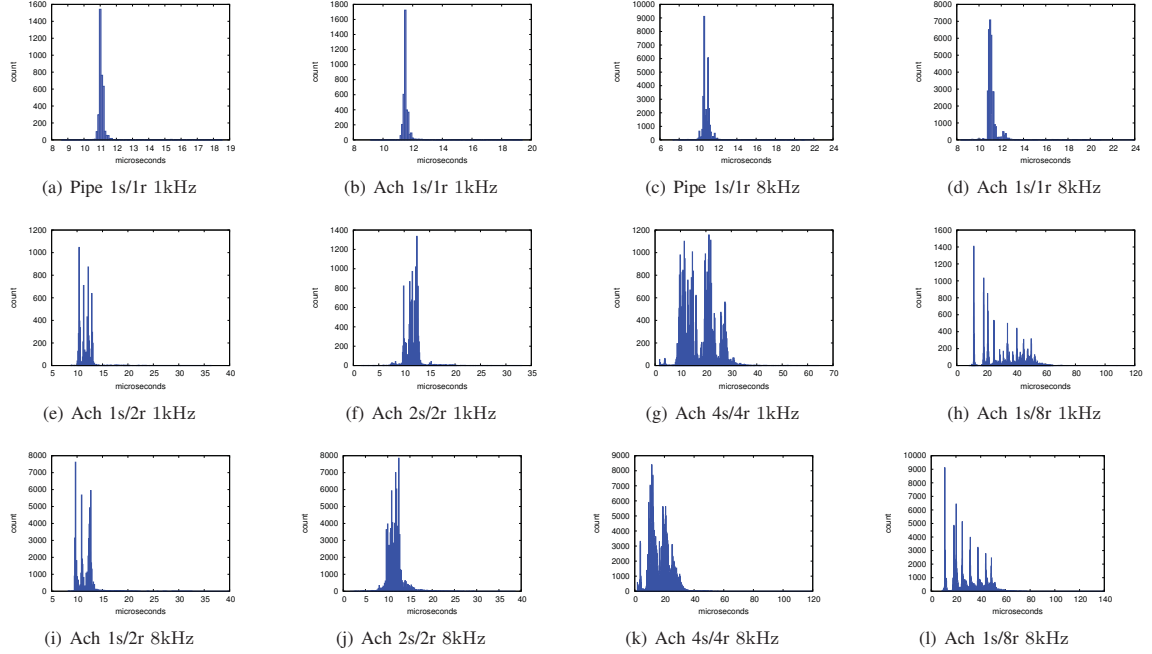 1600
1400
1200
1000
800
600
400
200
0
count
8 9 10 11 12 13 14 15 16 17 18 19
microseconds
(a) Pipe 1s/1r 1kHz
1800
1600
1400
1200
1000
800
600
400
200
0
count
8 10 12 14 16 18 20
microseconds
(b) Ach 1s/1r 1kHz
10000
9000
8000
7000
6000
5000
4000
3000
2000
1000
0
count
6 8 10 12 14 16 18 20 22 24
microseconds
(c) Pipe 1s/1r 8kHz
8000
7000
6000
5000
4000
3000
2000
1000
0
count
8 10 12 14 16 18 20 22 24
microseconds
(d) Ach 1s/1r 8kHz
1200
1000
800
600
400
200
0
count
5 10 15 20 25 30 35 40
microseconds
(e) Ach 1s/2r 1kHz
1400
1200
1000
800
600
400
200
0
count
0 5 10 15 20 25 30 35
microseconds
(f) Ach 2s/2r 1kHz
1200
1000
800
600
400
200
0
count
0 10 20 30 40 50 60 70
microseconds
(g) Ach 4s/4r 1kHz
1600
1400
1200
1000
800
600
400
200
0
count
0 20 40 60 80 100 120
microseconds
(h) Ach 1s/8r 1kHz
8000
7000
6000
5000
4000
3000
2000
1000
0
count
5 10 15 20 25 30 35 40
microseconds
(i) Ach 1s/2r 8kHz
8000
7000
6000
5000
4000
3000
2000
1000
0
count
0 5 10 15 20 25 30 35 40
microseconds
(j) Ach 2s/2r 8kHz
9000
8000
7000
6000
5000
4000
3000
2000
1000
0
count
0 20 40 60 80 100 120
microseconds
(k) Ach 4s/4r 8kHz
10000
9000
8000
7000
6000
5000
4000
3000
2000
1000
0
count
0 20 40 60 80 100 120 140
microseconds
(l) Ach 1s/8r 8kHz